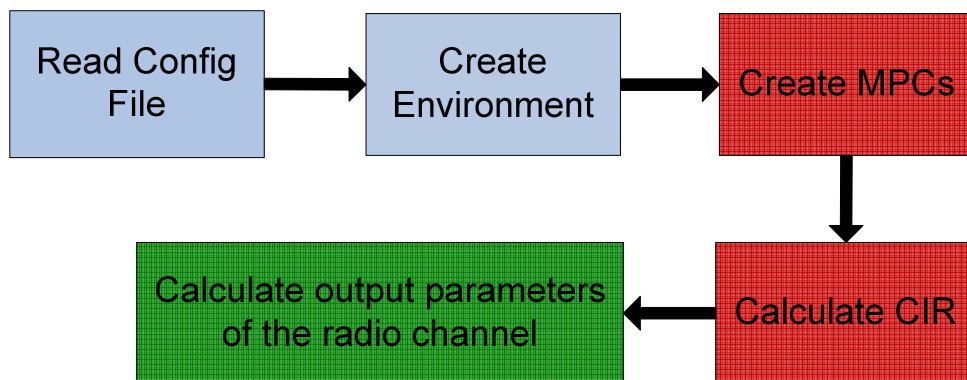 Read Config
File
Create
Environment
Create MPCs
Calculate CIR
Calculate output parameters
of the radio channel